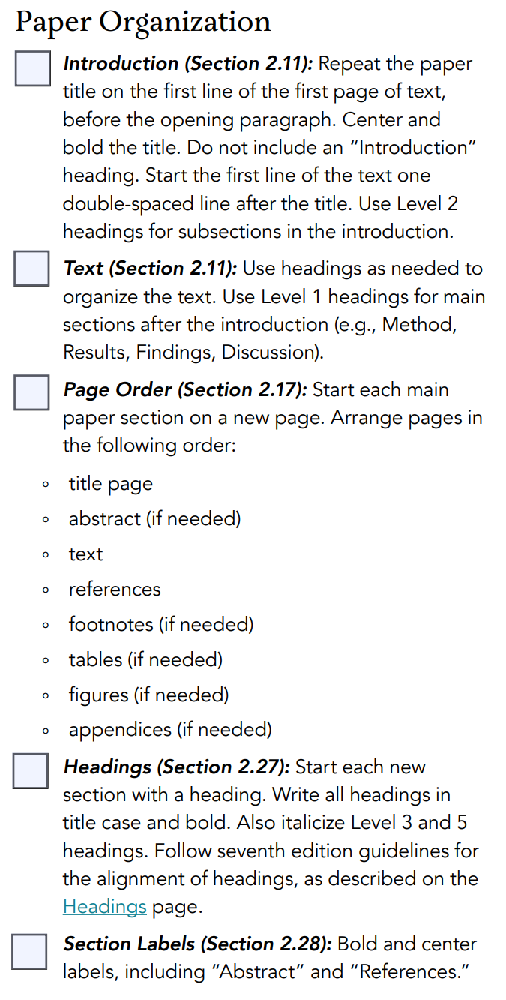 Paper Organization
Introduction (Section 2.11): Repeat the paper
title on the first line of the first page of text,
before the opening paragraph. Center and
bold the title. Do not include an “Introduction”
heading. Start the first line of the text one
double-spaced line after the title. Use Level 2
headings for subsections in the introduction.
Text (Section 2.11): Use headings as needed to
organize the text. Use Level 1 headings for main
sections after the introduction (e.g., Method,
Results, Findings, Discussion).
Page Order (Section 2.17): Start each main
paper section on a new page. Arrange pages in
the following order:
title page
abstract (if needed)
text
references
footnotes (if needed)
tables (if needed)
figures (if needed)
appendices (if needed)
Headings (Section 2.27): Start each new
section with a heading. Write all headings in
title case and bold. Also italicize Level 3 and 5
headings. Follow seventh edition guidelines for
the alignment of headings, as described on the
Headings page.
Section Labels (Section 2.28): Bold and center
labels, including “Abstract” and “References.”